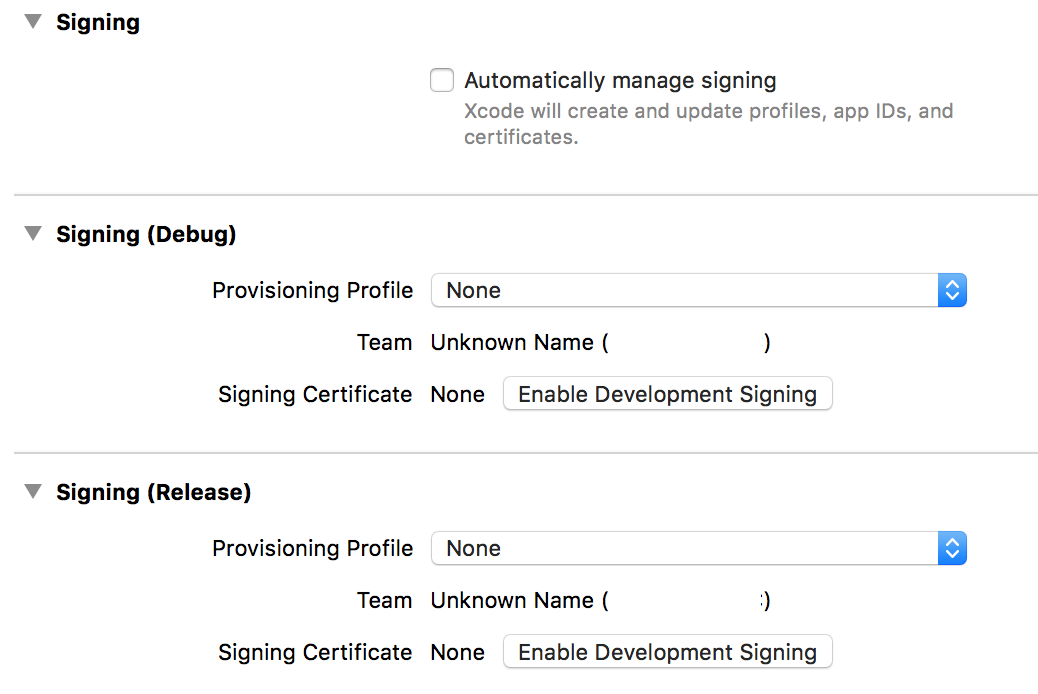 Signing
Automatically manage signing
Xcode will create and update profiles, app IDs, and
certificates.
Signing (Debug)
Provisioning Profile None
Team Unknown Name ( )
Signing Certificate None Enable Development Signing
Signing (Release)
Provisioning Profile None
Team Unknown Name ( )
Signing Certificate None Enable Development Signing